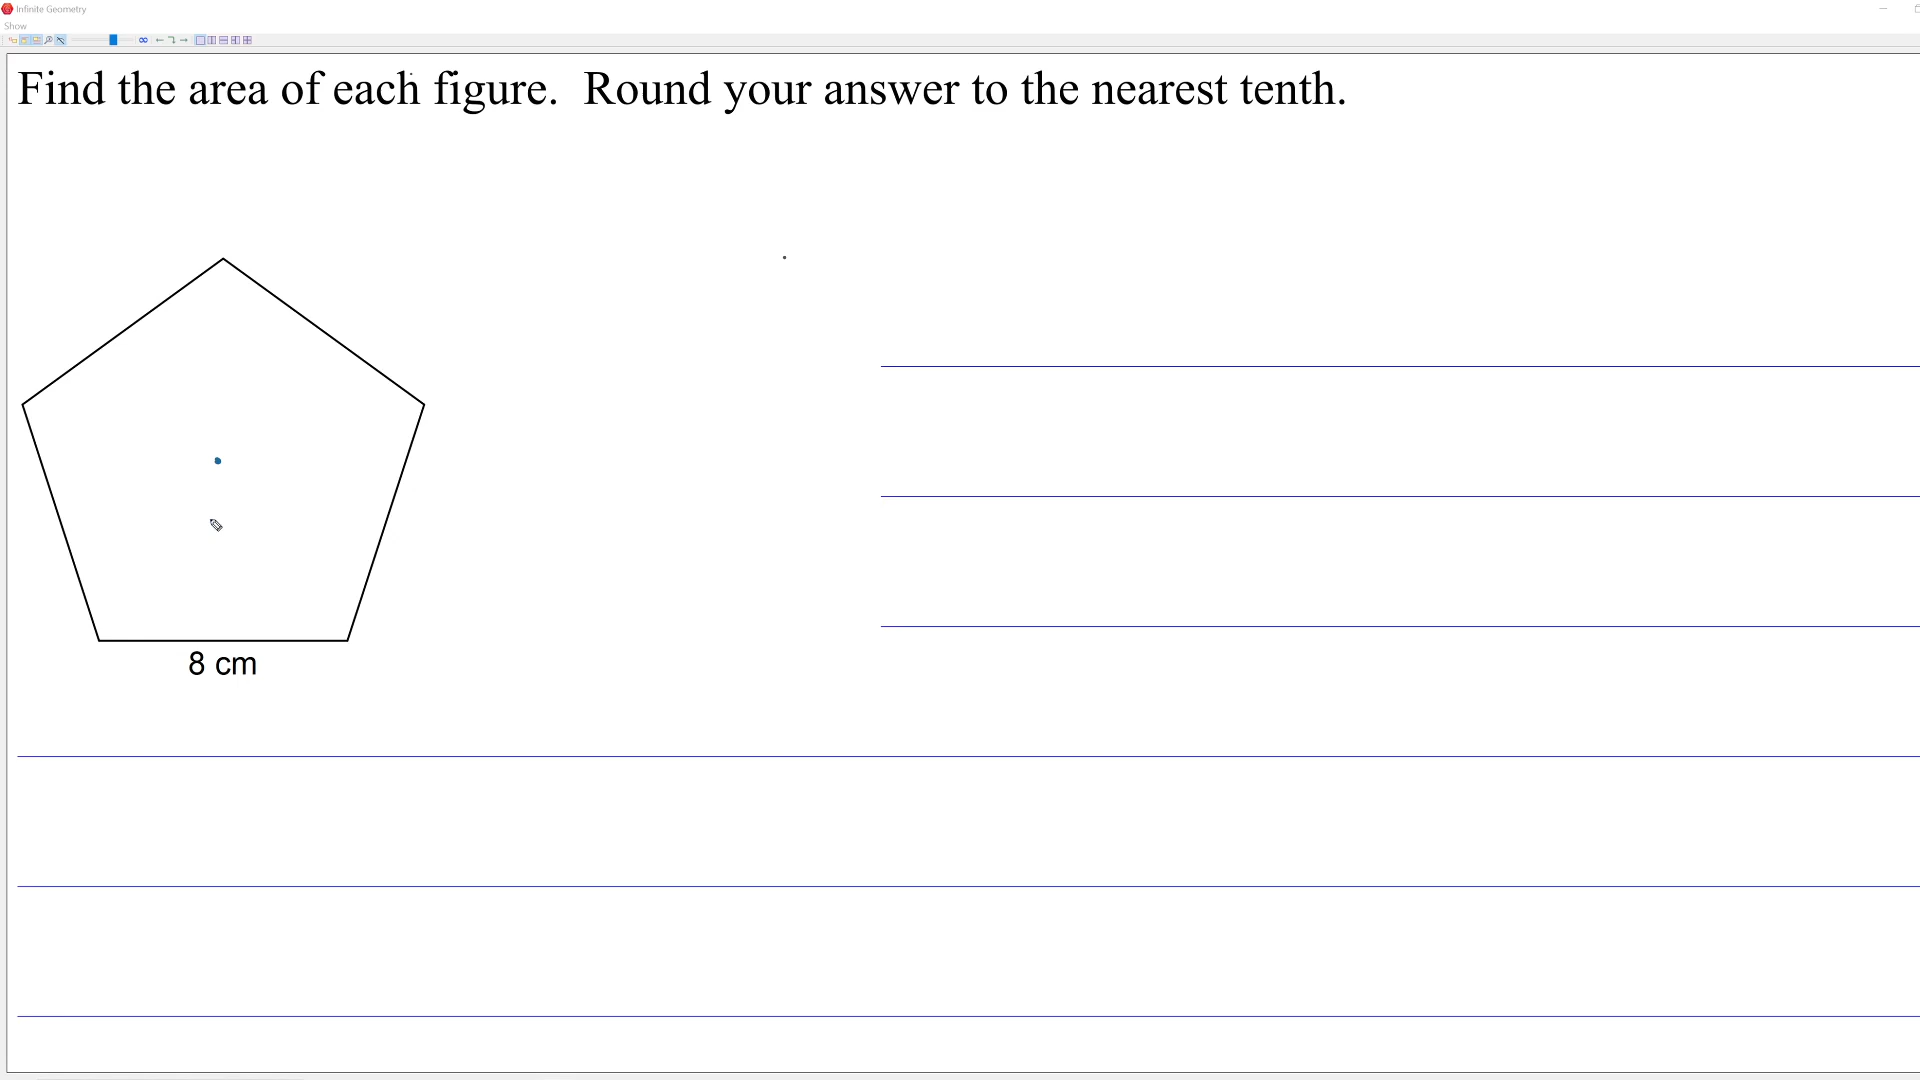 Infinite Geometry
Show
Find the area of each figure. Round your answer to the nearest tenth.
8 cm